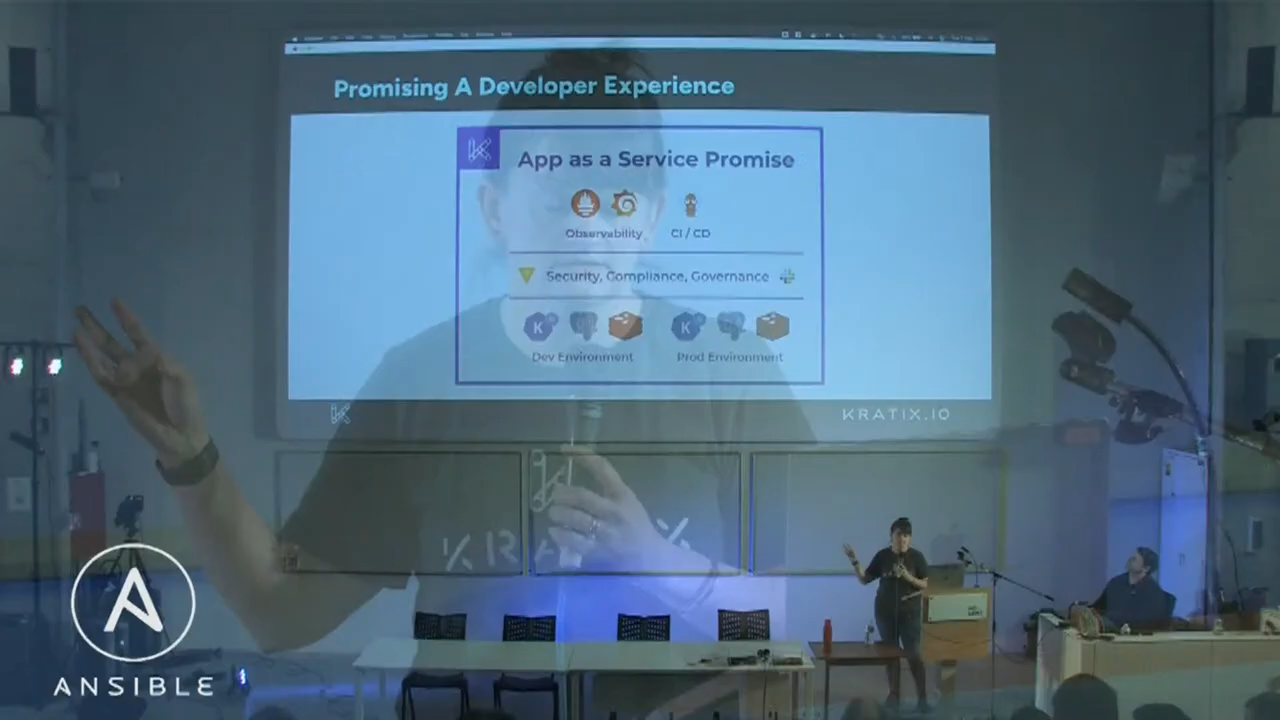 Promising A Developer Experience
App as a Service Promise
Observability
CI / CD
Security, Compliance, Governance
Dev Environment
Prod Environment
KRATIX.IO
KRATIX
ANSIBLE